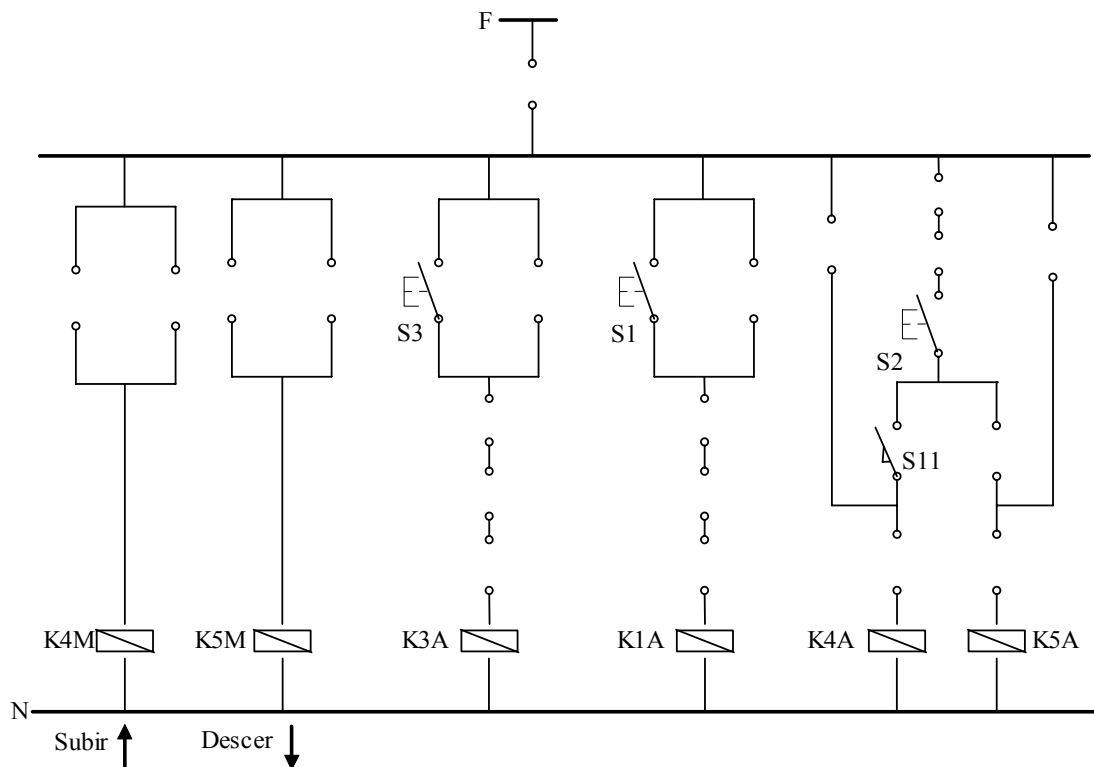 F
S3
S1
S2
S11
K4M
K5M
K3A
K1A
K4A
K5A
N
Subir
Descer